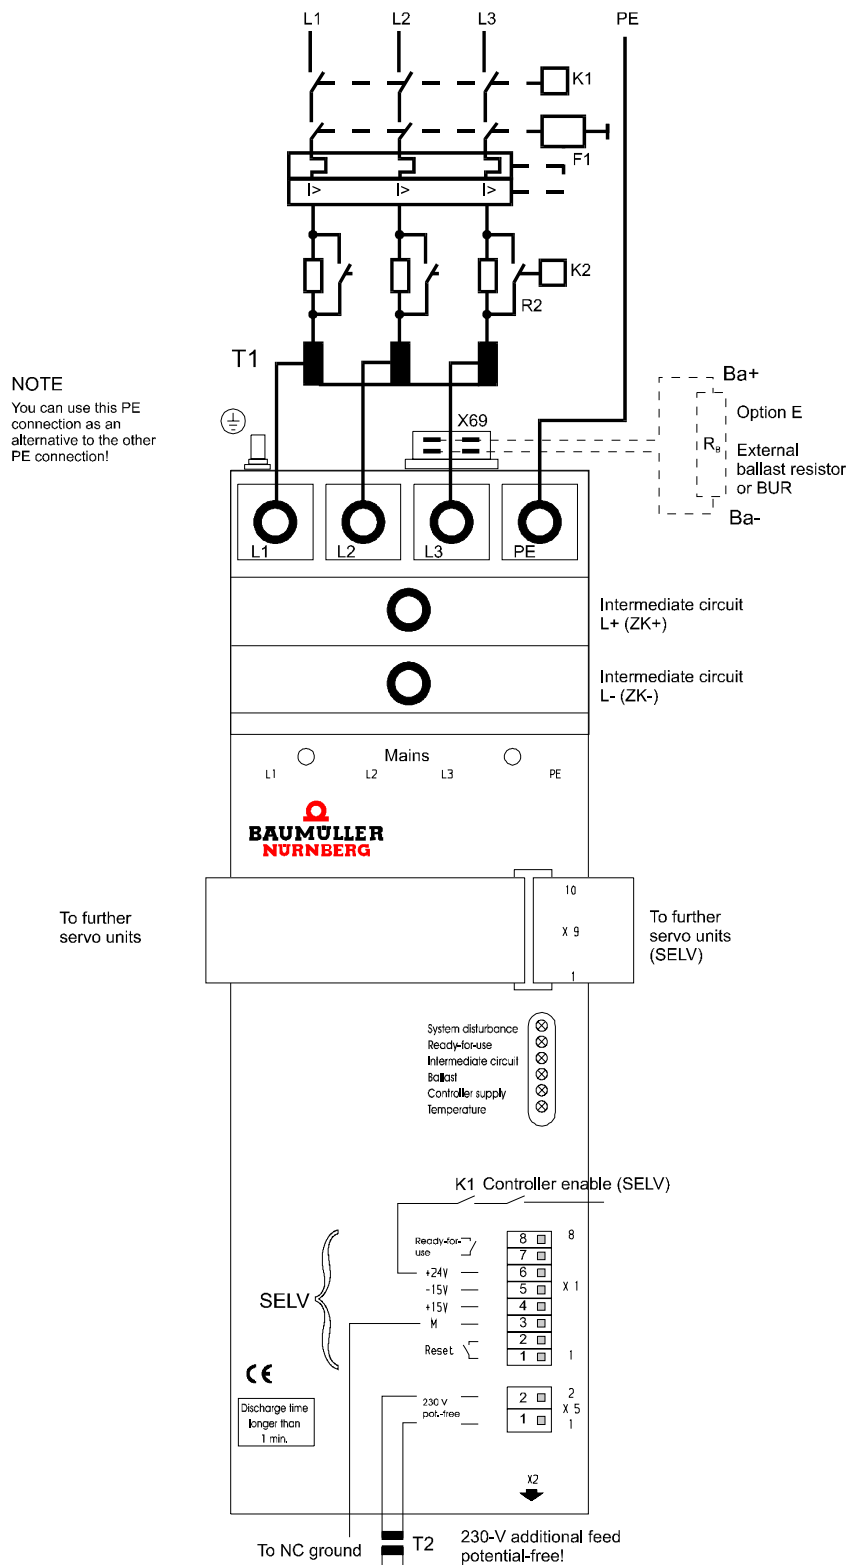 L1 L2 L3 PE
K1
F1
I> I> I>
K2
R2
T1
NOTE
You can use this PE
connection as an
alternative to the other
PE connection!
X69
Ba+
Option E
RB
External
ballast resistor
or BUR
Ba-
L1 L2 L3 PE
Intermediate circuit
L+ (ZK+)
Intermediate circuit
L- (ZK-)
Mains
L1 L2 L3 PE
BAUMÜLLER
NÜRNBERG
To further
servo units
10
X 9
1
To further
servo units
(SELV)
System disturbance
Ready-for-use
Intermediate circuit
Ballast
Controller supply
Temperature
K1 Controller enable (SELV)
Ready-for-
use
8 8
7
+24V 6
-15V 5 X 1
+15V 4
M 3
2
Reset 1 1
SELV
CE
Discharge time
longer than
1 min.
230 V
pot.-free
2 2
X 5
1 1
X2
To NC ground
T2
230-V additional feed
potential-free!